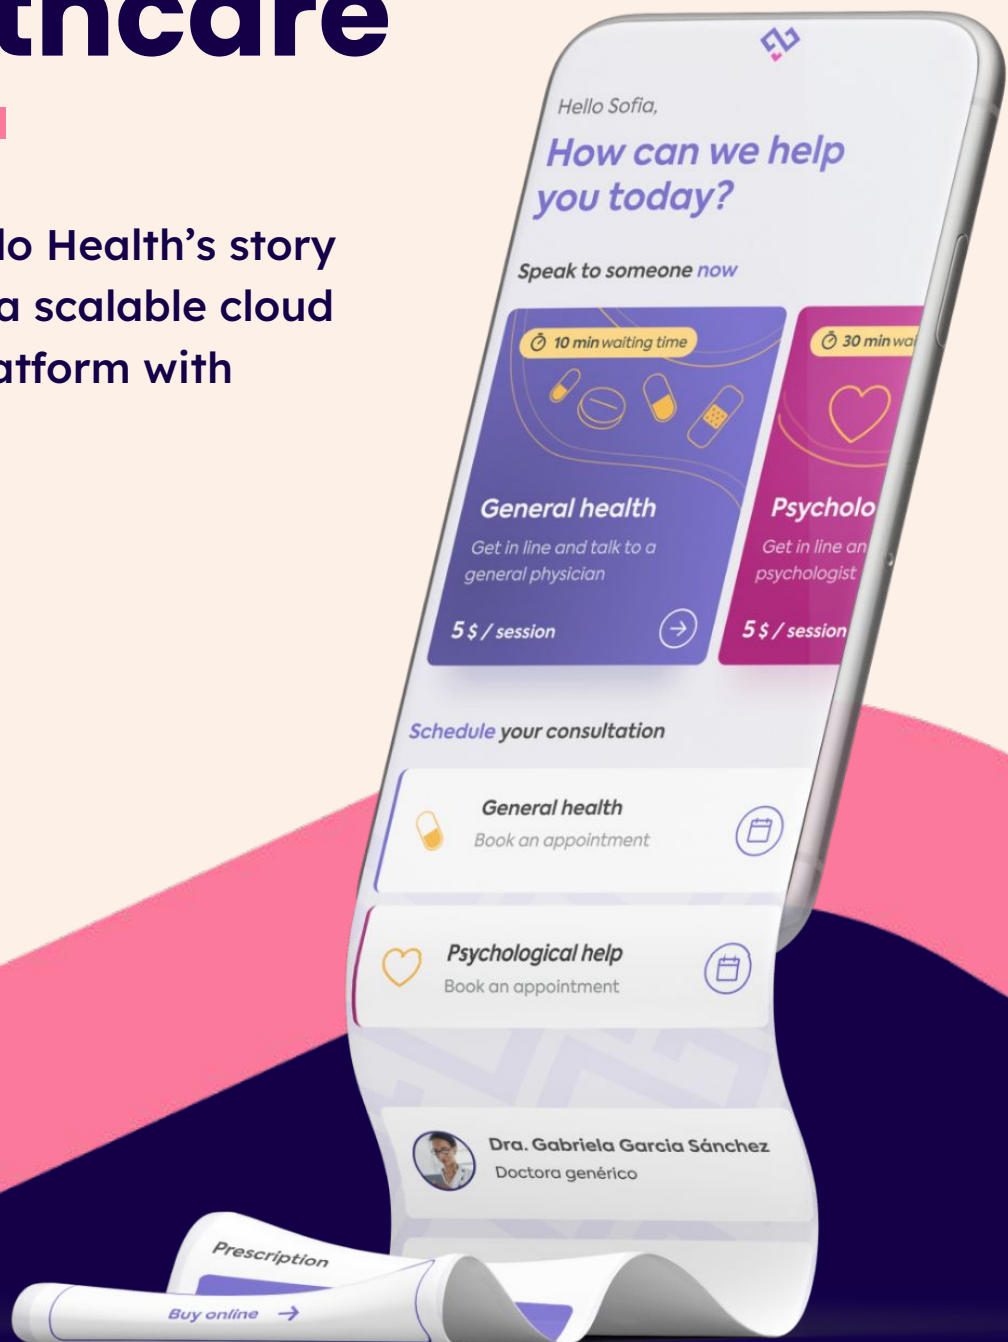 thcare
lo Health’s story
a scalable cloud
atform with
Hello Sofia,
How can we help
you today?
Speak to someone now
10 min waiting time
General health
Get in line and talk to a
general physician
5 $ / session
30 min wai
Psycholo
Get in line an
psychologist
5 $ / session
Schedule your consultation
General health
Book an appointment
Psychological help
Book an appointment
Dra. Gabriela Garcia Sánchez
Doctora genérico
Prescription
Buy online